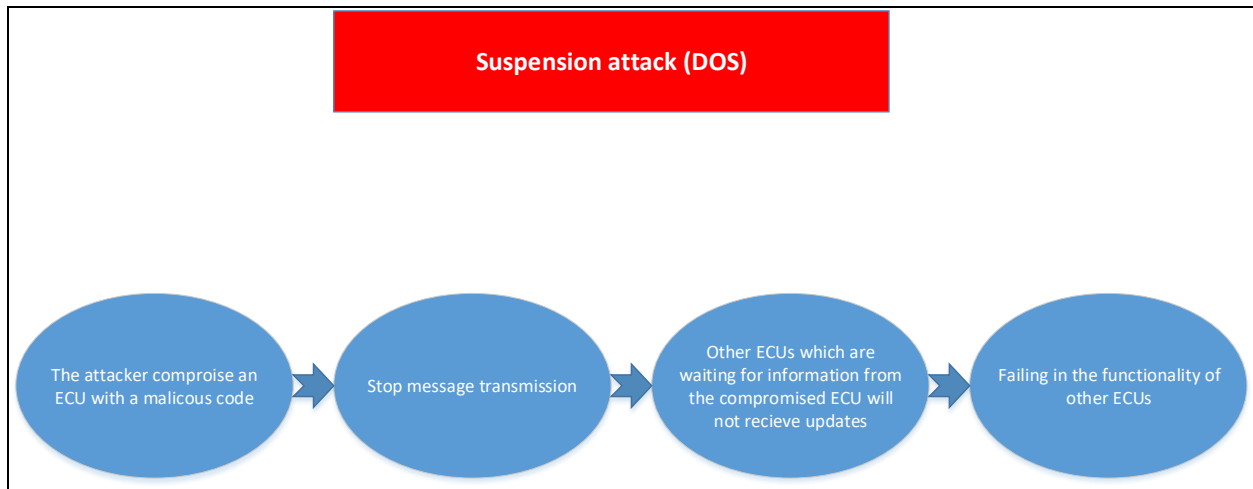 Suspension attack (DOS)
The attacker comproise an
ECU with a malicous code
Stop message transmission
Other ECUs which are
waiting for information from
the compromised ECU will
not recieve updates
Failing in the functionality of
other ECUs